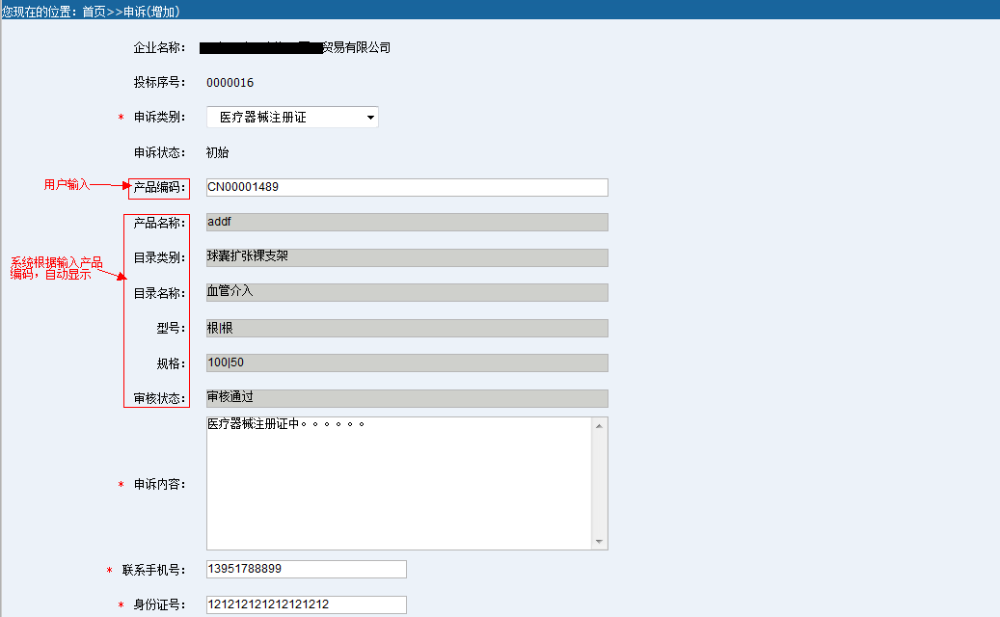 您现在的位置：首页>>申诉(增加)
企业名称： 贸易有限公司
投标序号： 0000016
* 申诉类别： 医疗器械注册证
申诉状态： 初始
用户输入 产品编码： CN00001489
产品名称： addf
目录类别： 球囊扩张裸支架
系统根据输入产品
编码，自动显示
目录名称： 血管介入
型号： 根|根
规格： 100|50
审核状态： 审核通过
医疗器械注册证中。。。。。。
* 申诉内容：
* 联系手机号： 13951788899
* 身份证号： 121212121212121212